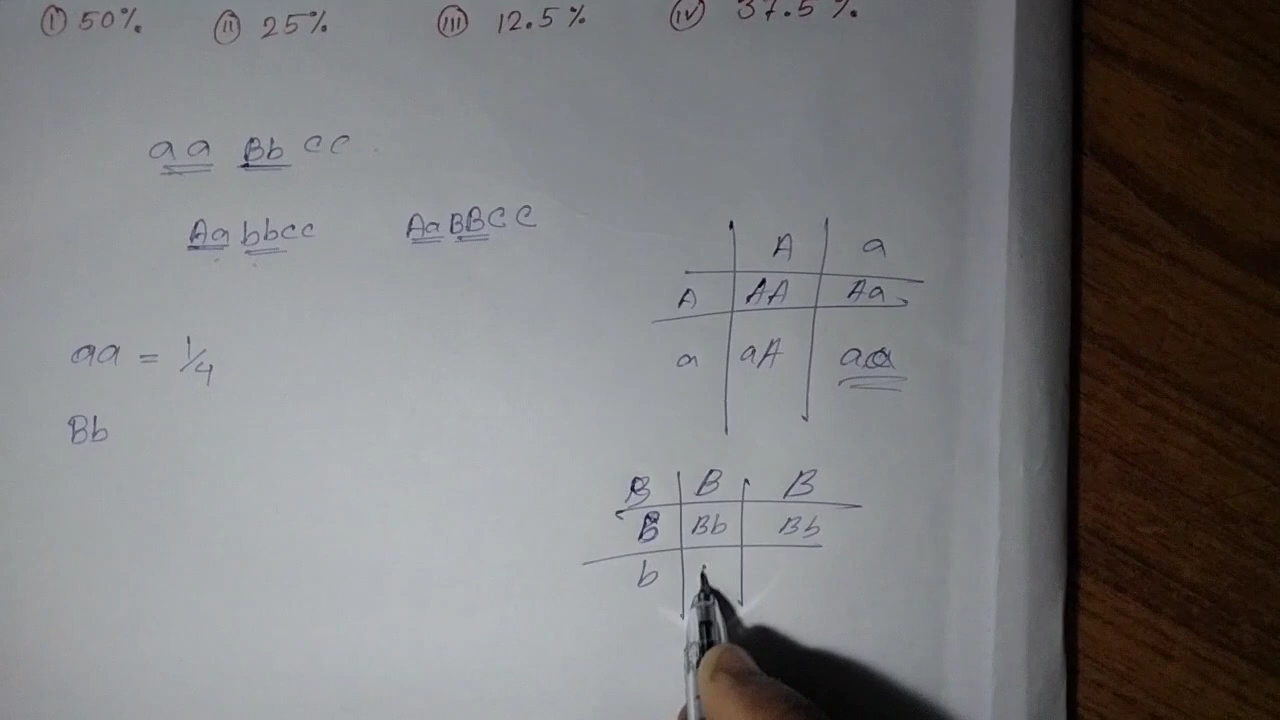 (i) 50%. (ii) 25% (iii) 12.5% (iv) 37.5%.
aa Bb CC
Aa bbcc AaBBCC
A a
A AA Aa
a aA aa
aa = 1/4
Bb
B B B
B Bb Bb
b